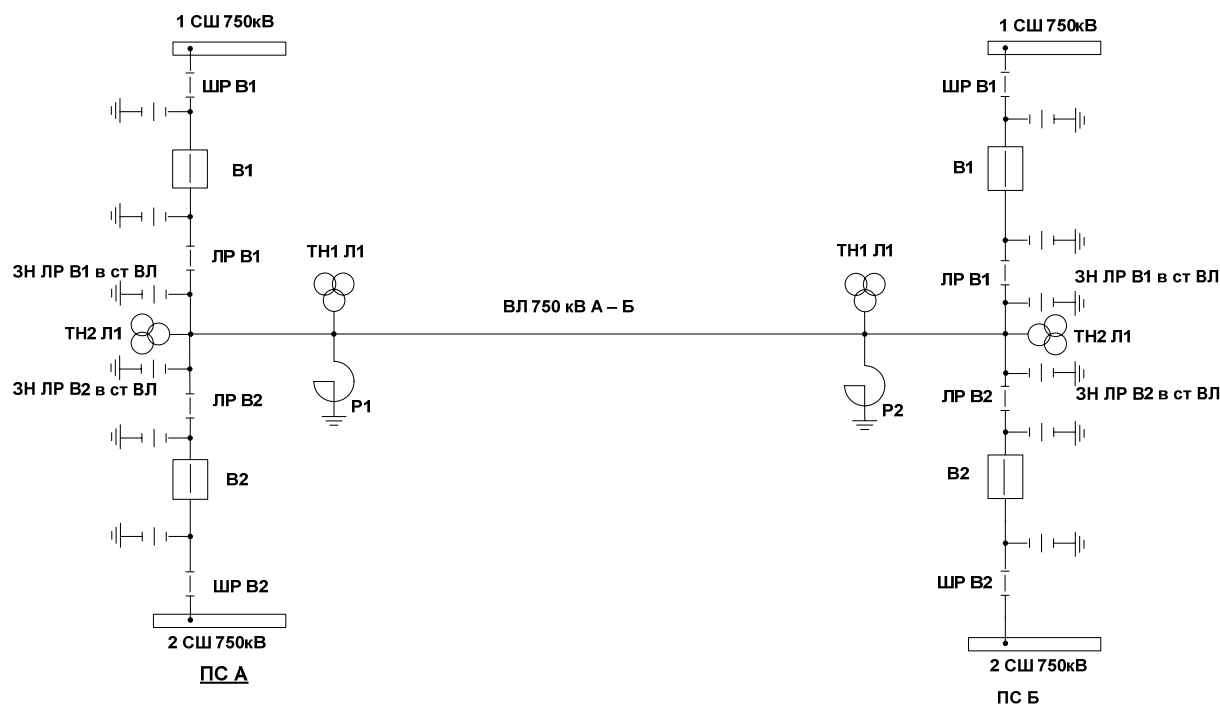 1 СШ 750кВ
1 СШ 750кВ
ШР В1
ШР В1
В1
В1
ЛР В1
ТН1 Л1
ТН1 Л1
ЛР В1
ЗН ЛР В1 в ст ВЛ
ЗН ЛР В1 в ст ВЛ
ВЛ 750 кВ А – Б
ТН2 Л1
ТН2 Л1
ЗН ЛР В2 в ст ВЛ
ЗН ЛР В2 в ст ВЛ
ЛР В2
Р1
Р2
ЛР В2
В2
В2
ШР В2
ШР В2
2 СШ 750кВ
2 СШ 750кВ
ПС А
ПС Б